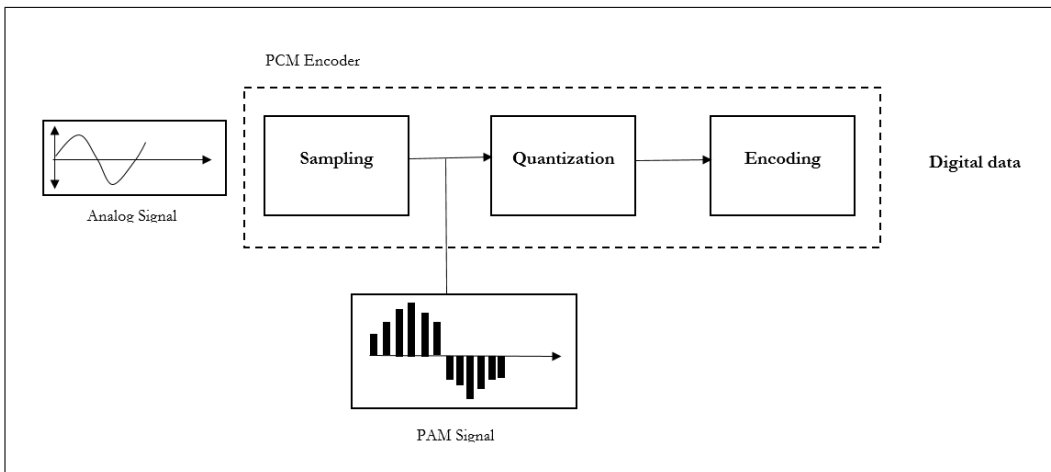 PCM Encoder
Sampling
Quantization
Encoding
Digital data
Analog Signal
PAM Signal